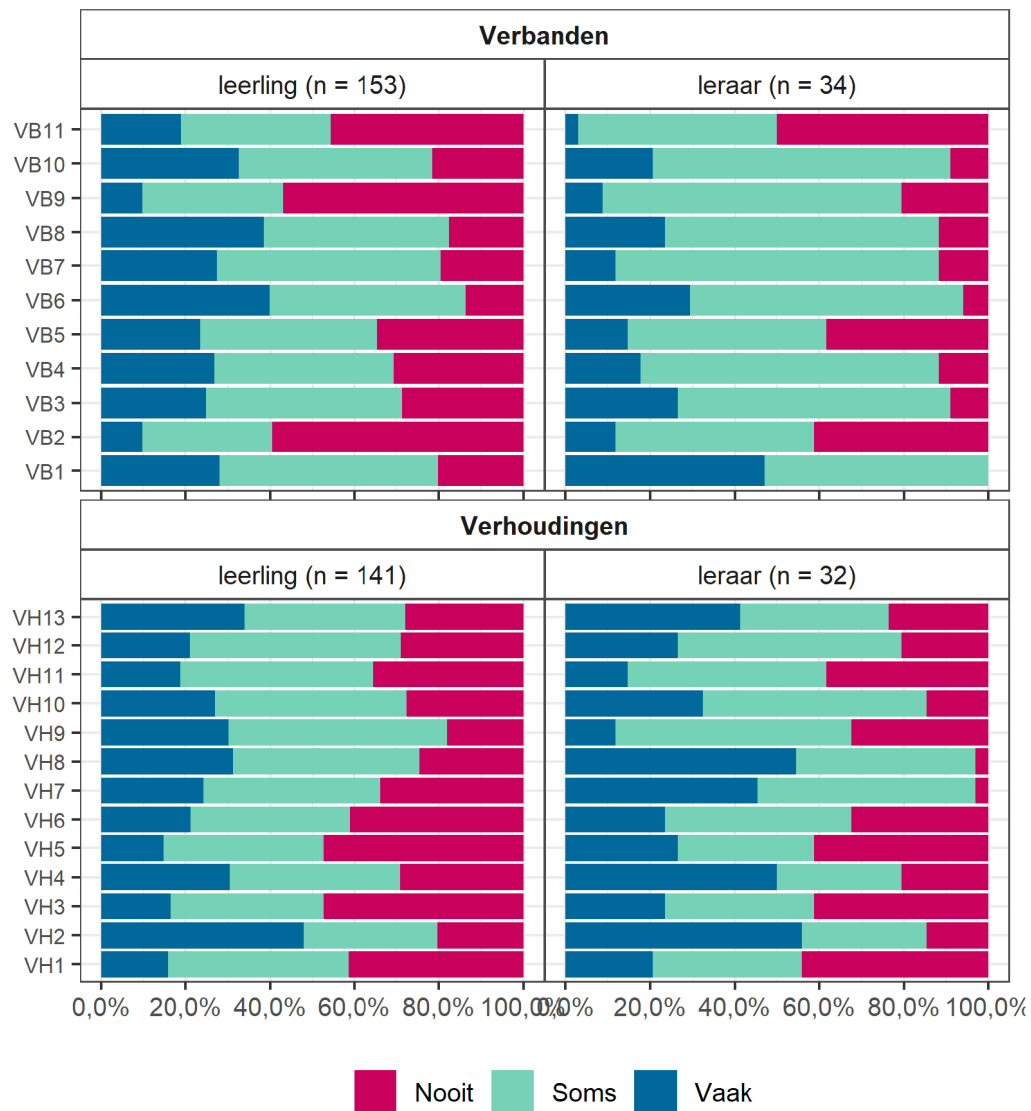 Verbanden
leerling (n = 153) leraar (n = 34)
VB11
VB10
VB9
VB8
VB7
VB6
VB5
VB4
VB3
VB2
VB1
Verhoudingen
leerling (n = 141) leraar (n = 32)
VH13
VH12
VH11
VH10
VH9
VH8
VH7
VH6
VH5
VH4
VH3
VH2
VH1
0,0% 20,0% 40,0% 60,0% 80,0% 100,0% 0,0% 20,0% 40,0% 60,0% 80,0% 100,0%
Nooit Soms Vaak